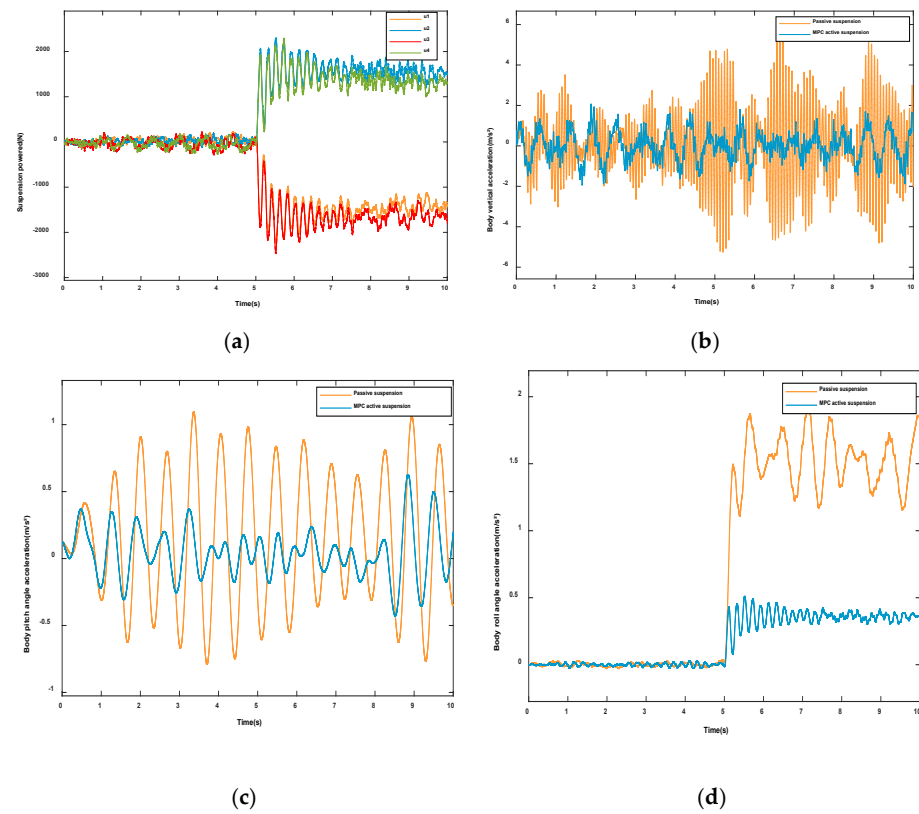 u1
u2
u3
u4
2000
1000
0
-1000
-2000
-3000
Suspension powered(N)
0 1 2 3 4 5 6 7 8 9 10
Time(s)
(a)
Passive suspension
MPC active suspension
6
4
2
0
-2
-4
-6
Body vertical acceleration(m/s²)
0 1 2 3 4 5 6 7 8 9 10
Time(s)
(b)
Passive suspension
MPC active suspension
1
0.5
0
-0.5
-1
Body pitch angle acceleration(m/s²)
0 1 2 3 4 5 6 7 8 9 10
Time(s)
(c)
Passive suspension
MPC active suspension
2
1.5
1
0.5
0
Body roll angle acceleration(m/s²)
0 1 2 3 4 5 6 7 8 9 10
Time(s)
(d)